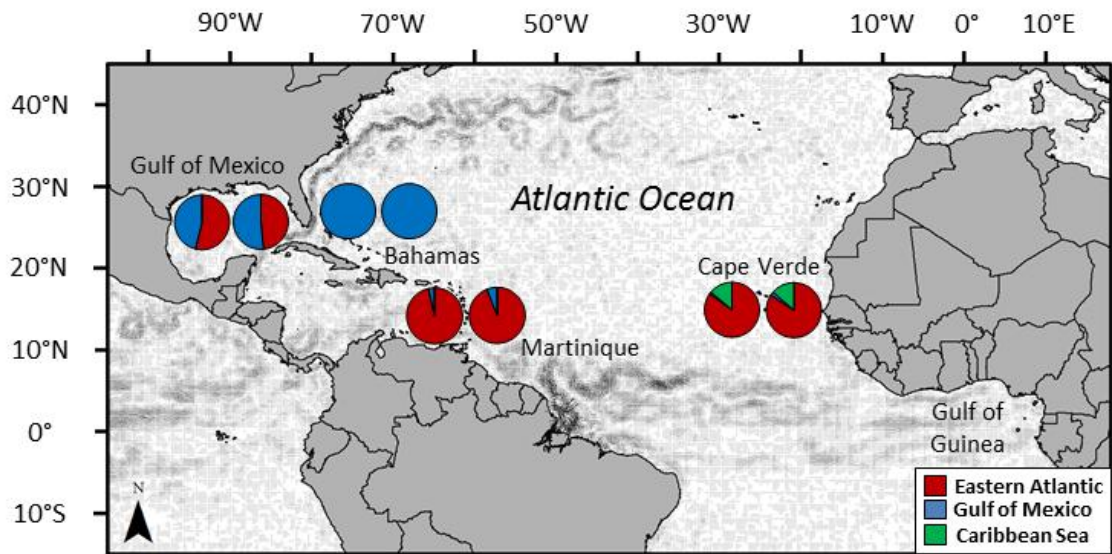 90°W 70°W 50°W 30°W 10°W 0° 10°E
40°N
Gulf of Mexico
30°N
Atlantic Ocean
Bahamas
20°N
Cape Verde
10°N
Martinique
Gulf of
Guinea
0°
10°S
N
Eastern Atlantic
Gulf of Mexico
Caribbean Sea